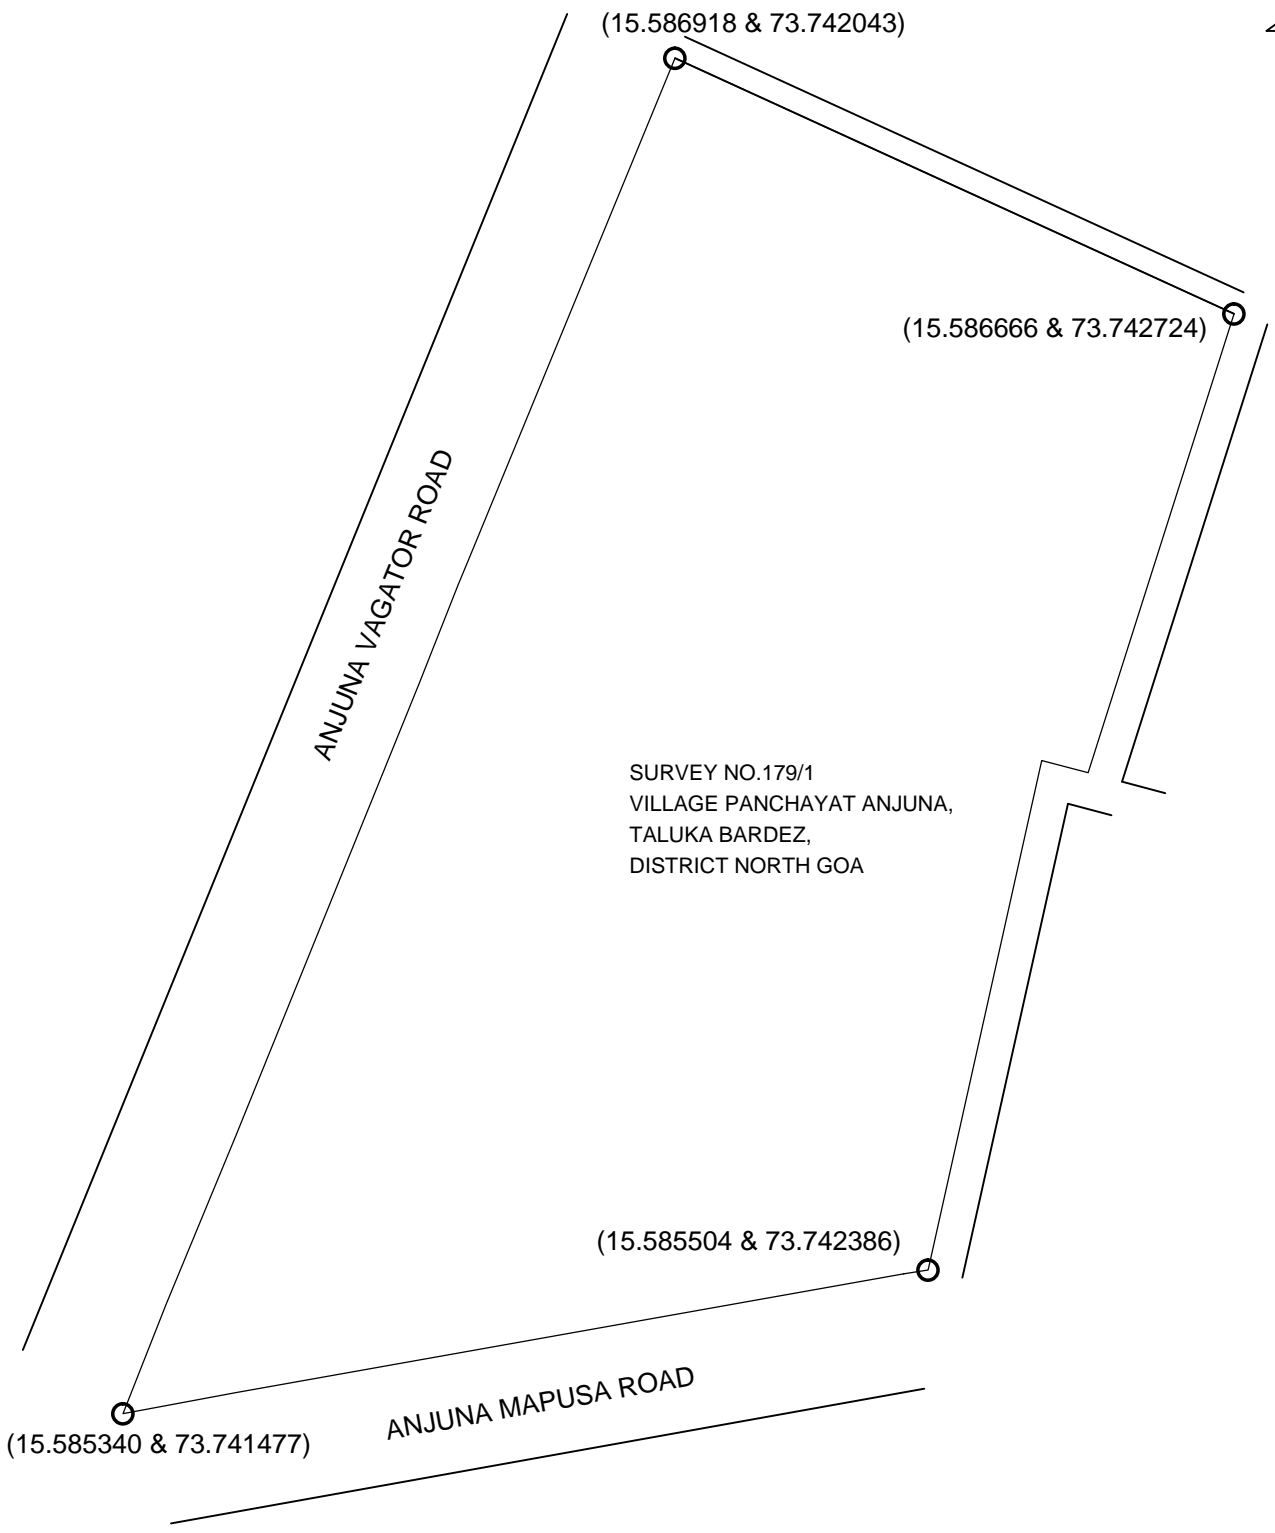 (15.586918 & 73.742043)
(15.586666 & 73.742724)
ANJUNA VAGATOR ROAD
SURVEY NO.179/1
VILLAGE PANCHAYAT ANJUNA,
TALUKA BARDEZ,
DISTRICT NORTH GOA
(15.585504 & 73.742386)
ANJUNA MAPUSA ROAD
(15.585340 & 73.741477)